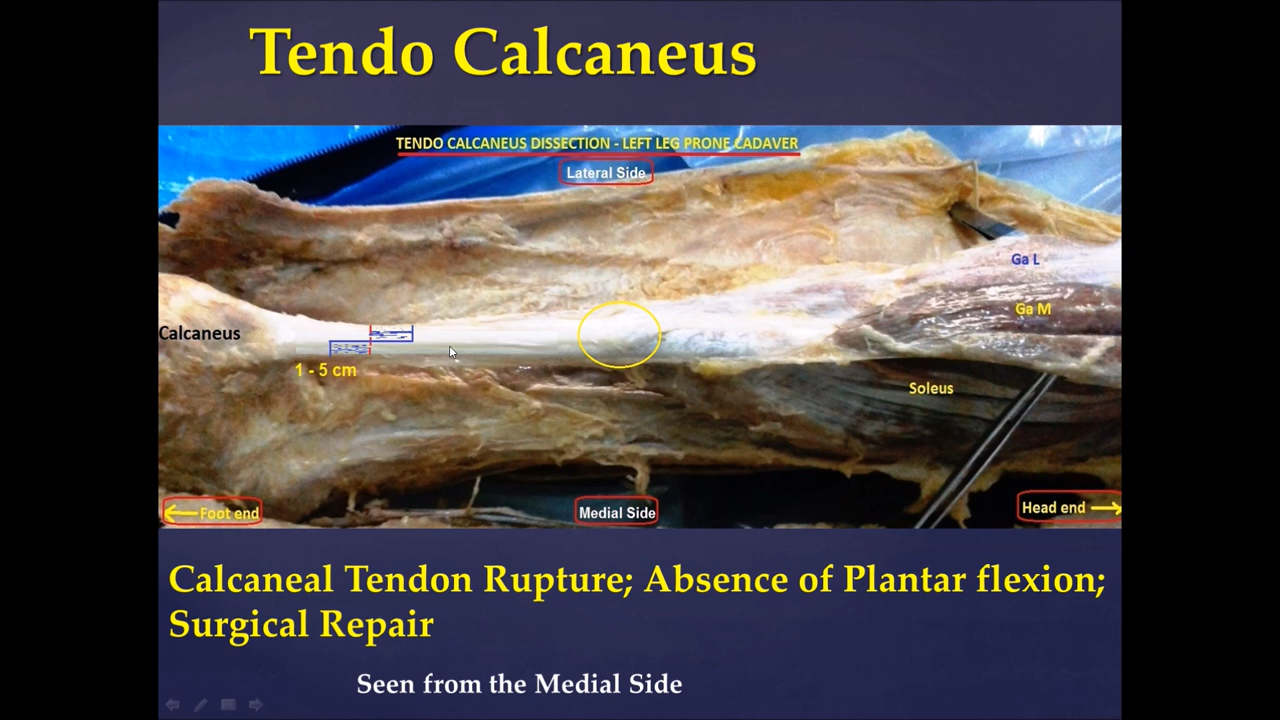 Tendo Calcaneus
TENDO CALCANEUS DISSECTION - LEFT LEG PRONE CADAVER
Lateral Side
Ga L
Ga M
Calcaneus
1 - 5 cm
Soleus
Foot end
Medial Side
Head end
Calcaneal Tendon Rupture; Absence of Plantar flexion;
Surgical Repair
Seen from the Medial Side